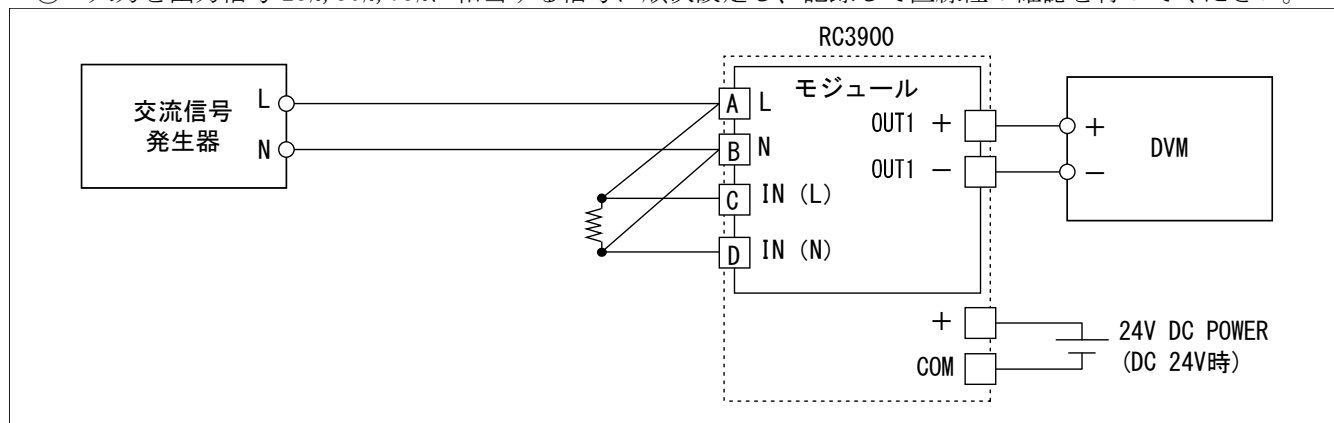 RC3900
モジュール
交流信号
発生器
L
N
A L
B N
C IN (L)
D IN (N)
OUT1 +
OUT1 −
+
−
DVM
+
COM
24V DC POWER
(DC 24V時)